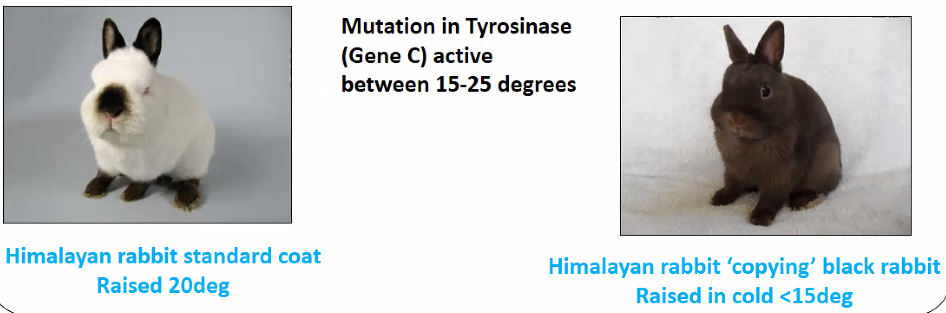 Mutation in Tyrosinase
(Gene C) active
between 15-25 degrees
Himalayan rabbit standard coat
Raised 20deg
Himalayan rabbit ‘copying’ black rabbit
Raised in cold <15deg